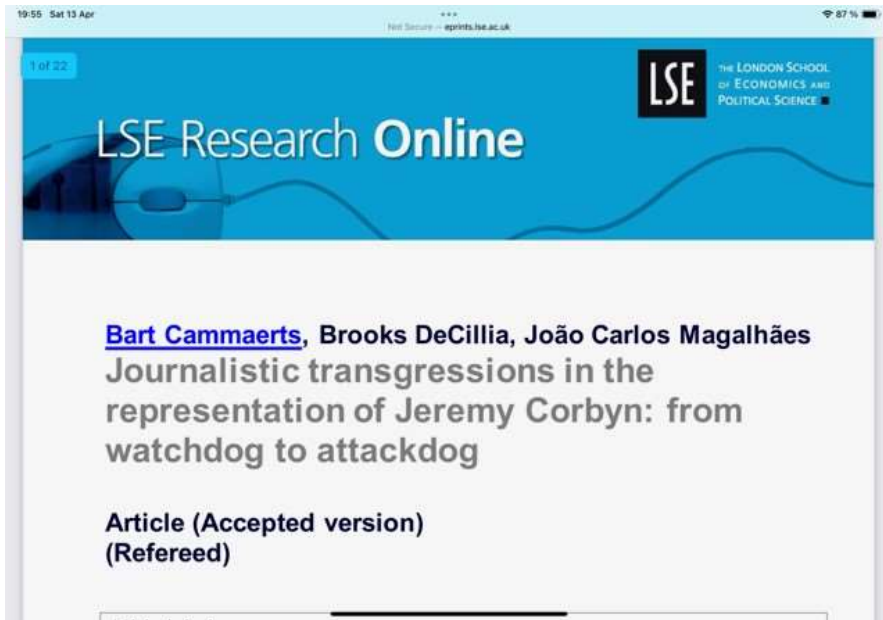 19:55 Sat 13 Apr
87%
Not Secure — eprints.lse.ac.uk
1 of 22
LSE
THE LONDON SCHOOL
OF ECONOMICS AND
POLITICAL SCIENCE
LSE Research Online
Bart Cammaerts, Brooks DeCillia, João Carlos Magalhães
Journalistic transgressions in the
representation of Jeremy Corbyn: from
watchdog to attackdog
Article (Accepted version)
(Refereed)